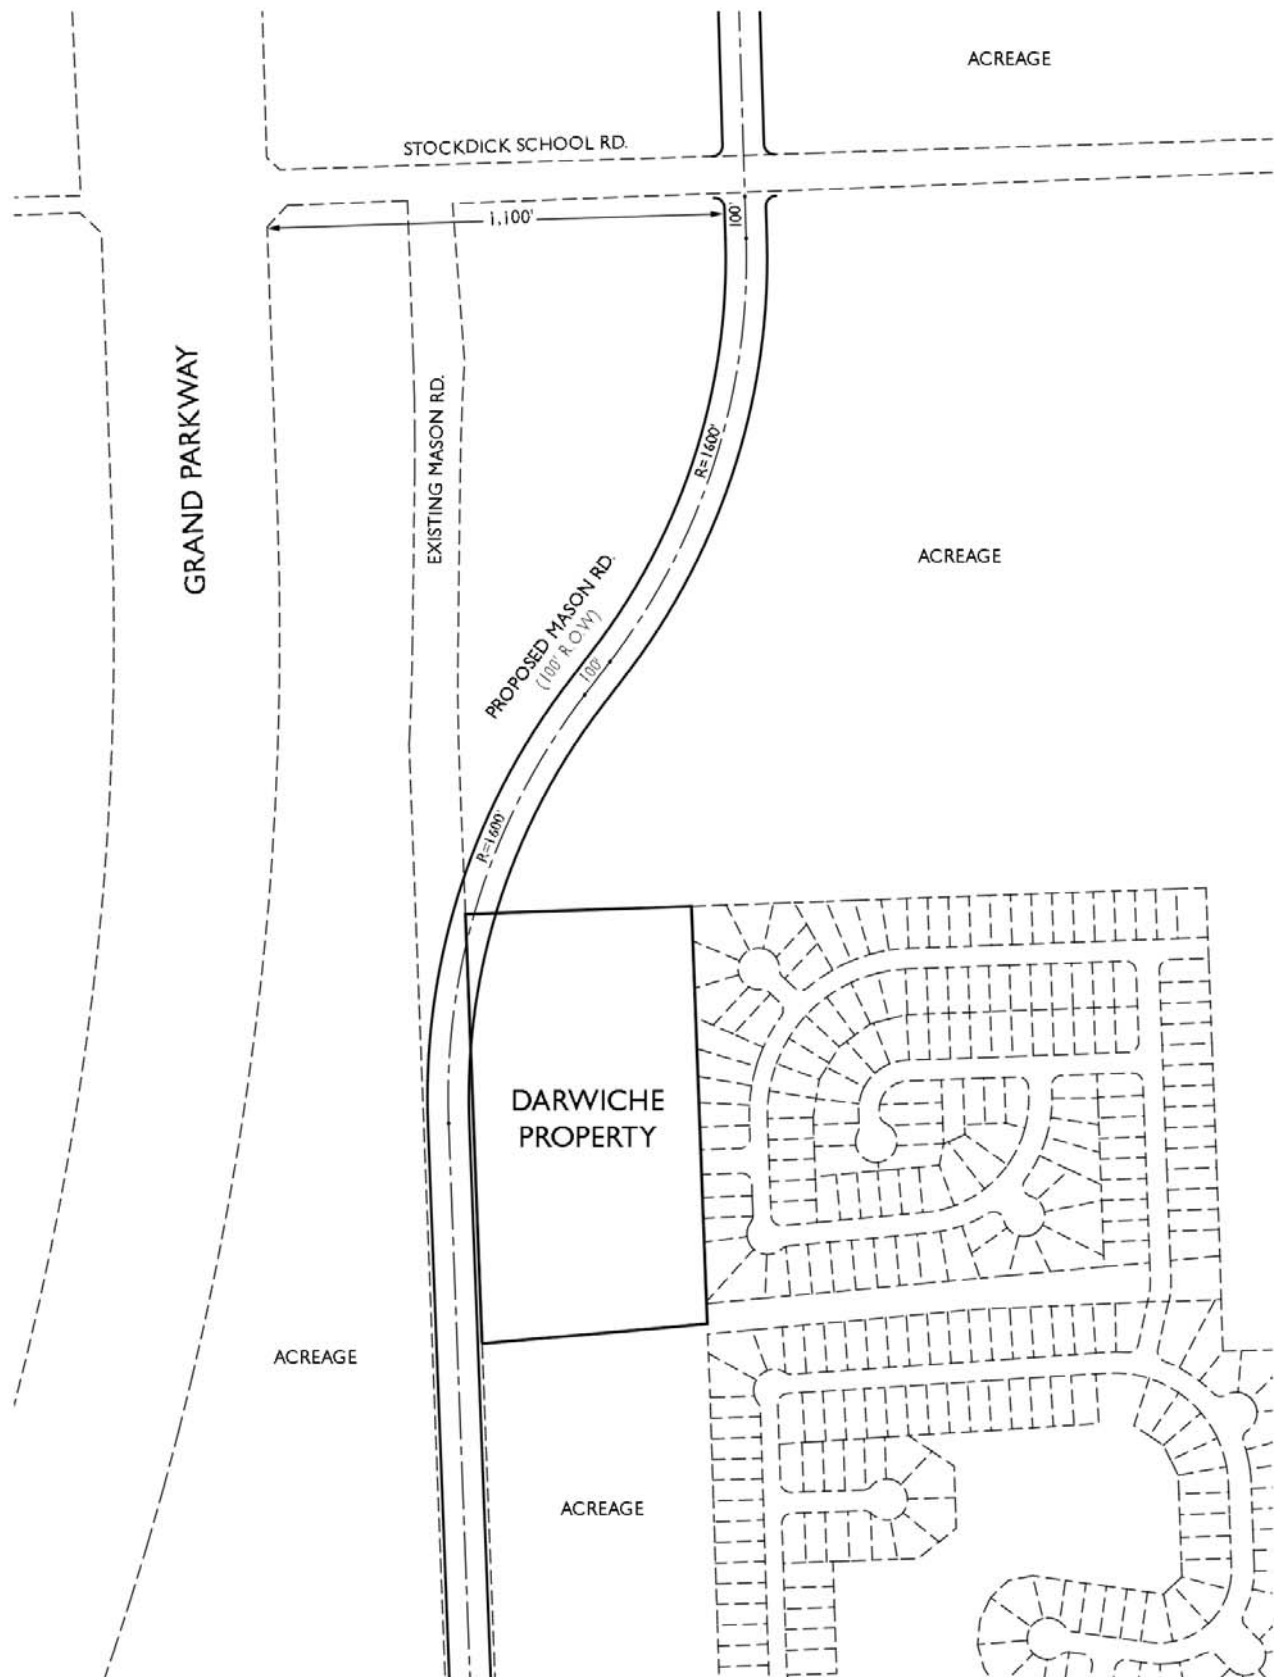 ACREAGE
STOCKDICK SCHOOL RD.
1,100'
100'
GRAND PARKWAY
EXISTING MASON RD.
R=1600'
ACREAGE
PROPOSED MASON RD.
(100' R.O.W)
100'
R=1600'
DARWICHE
PROPERTY
ACREAGE
ACREAGE